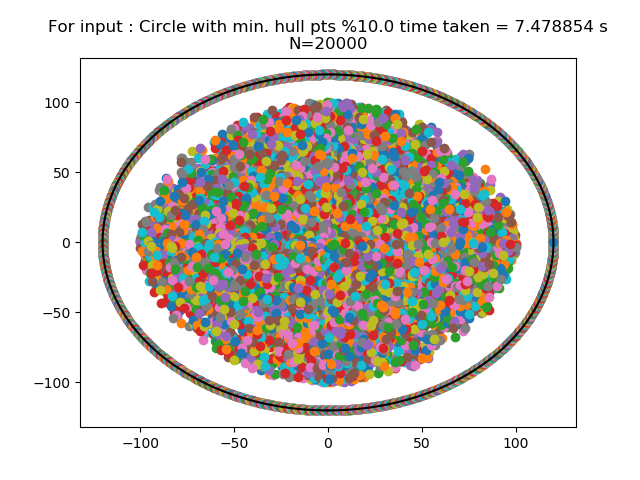 For input : Circle with min. hull pts %10.0 time taken = 7.478854 s
N=20000
100
50
0
−50
−100
−100 −50 0 50 100